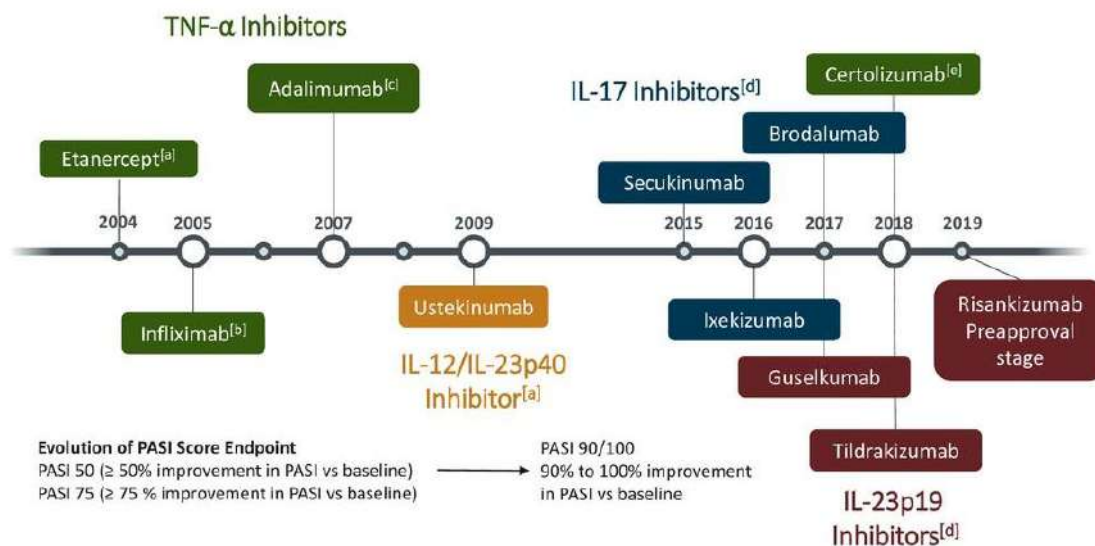 TNF-α Inhibitors
Adalimumab[c]
Certolizumab[e]
IL-17 Inhibitors[d]
Brodalumab
Etanercept[a]
Secukinumab
2004
2005
2007
2009
2015
2016
2017
2018
2019
Infliximab[b]
Ustekinumab
Ixekizumab
Risankizumab
Preapproval
stage
IL-12/IL-23p40
Inhibitor[a]
Guselkumab
Tildrakizumab
IL-23p19
Inhibitors[d]
Evolution of PASI Score Endpoint
PASI 50 (≥ 50% improvement in PASI vs baseline)
PASI 75 (≥ 75 % improvement in PASI vs baseline)
PASI 90/100
90% to 100% improvement
in PASI vs baseline